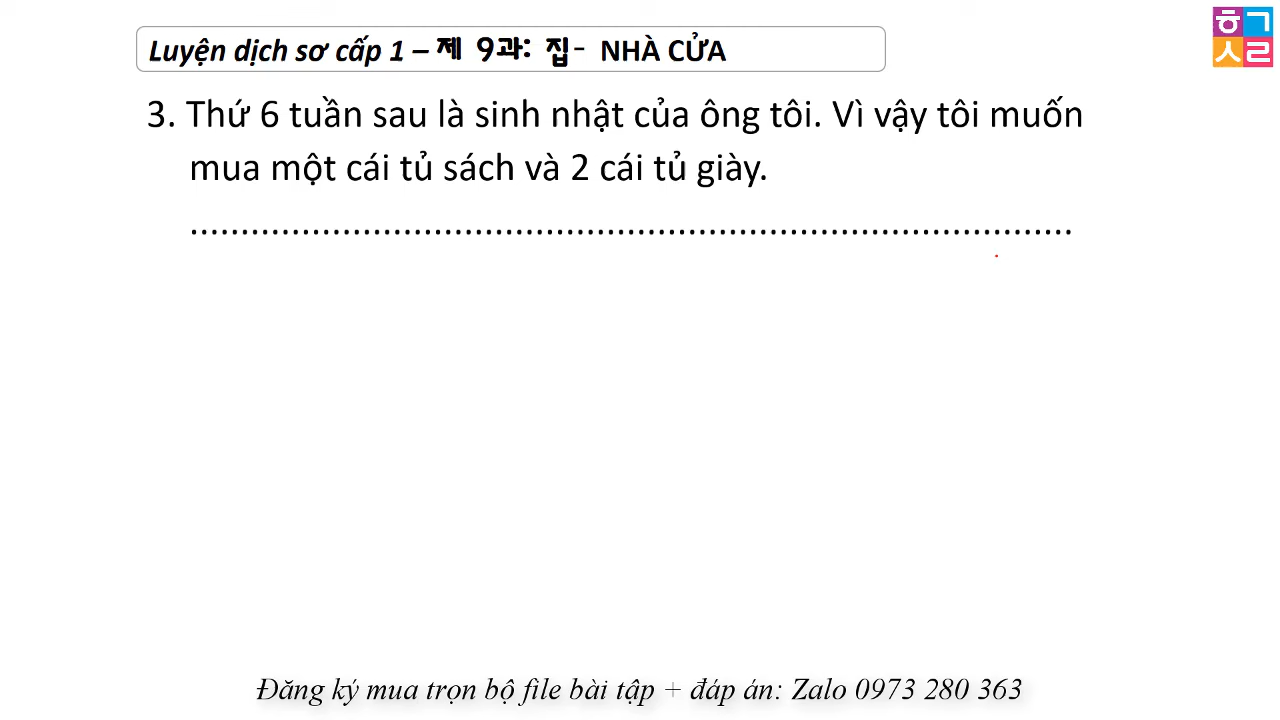 Luyện dịch sơ cấp 1 – 제 9과: 집- NHÀ CỬA
ㅎㄱ
ㅅㄹ
3. Thứ 6 tuần sau là sinh nhật của ông tôi. Vì vậy tôi muốn
mua một cái tủ sách và 2 cái tủ giày.
.......................................................................................
Đăng ký mua trọn bộ file bài tập + đáp án: Zalo 0973 280 363